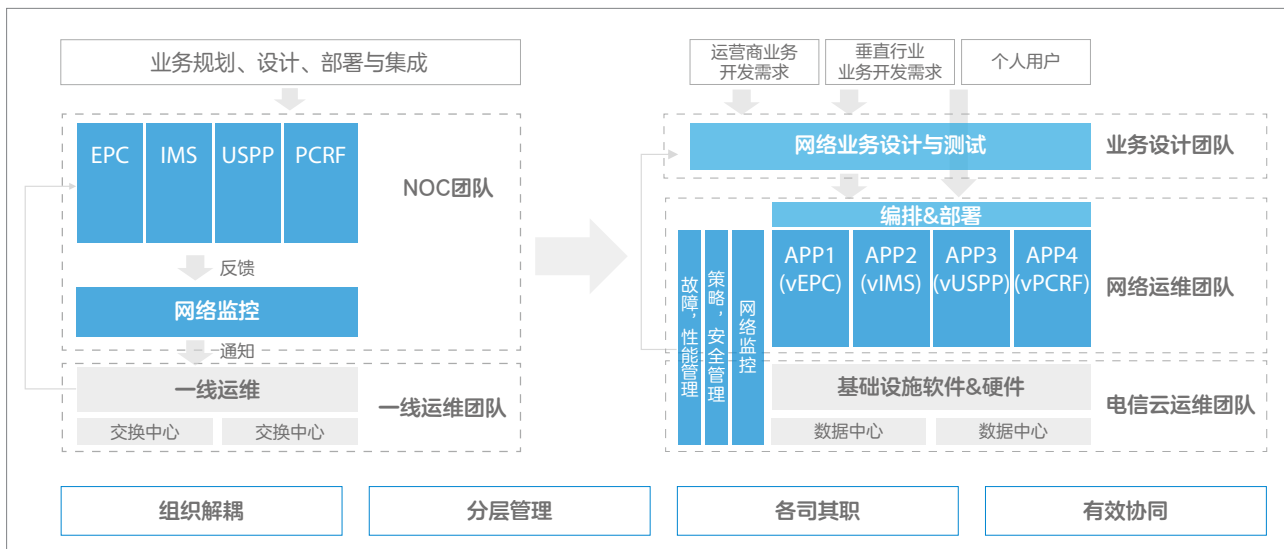 业务规划、设计、部署与集成
EPC
IMS
USPP
PCRF
NOC团队
反馈
网络监控
通知
一线运维
一线运维团队
交换中心
交换中心
运营商业务
开发需求
垂直行业
业务开发需求
个人用户
网络业务设计与测试
业务设计团队
编排&部署
故障，性能管理
策略，安全管理
网络监控
APP1
(vEPC)
APP2
(vIMS)
APP3
(vUSPP)
APP4
(vPCRF)
网络运维团队
基础设施软件&硬件
电信云运维团队
数据中心
数据中心
组织解耦
分层管理
各司其职
有效协同